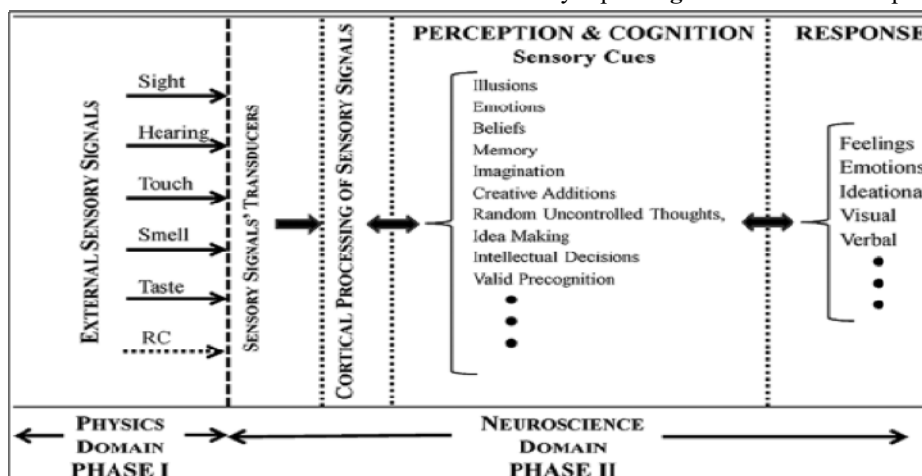 EXTERNAL SENSORY SIGNALS
Sight
Hearing
Touch
Smell
Taste
RC
SENSORY SIGNALS' TRANSDUCERS
CORTICAL PROCESSING OF SENSORY SIGNALS
PERCEPTION & COGNITION
Sensory Cues
Illusions
Emotions
Beliefs
Memory
Imagination
Creative Additions
Random Uncontrolled Thoughts,
Idea Making
Intellectual Decisions
Valid Precognition
RESPONSE
Feelings
Emotions
Ideational
Visual
Verbal
PHYSICS
DOMAIN
PHASE I
NEUROSCIENCE
DOMAIN
PHASE II